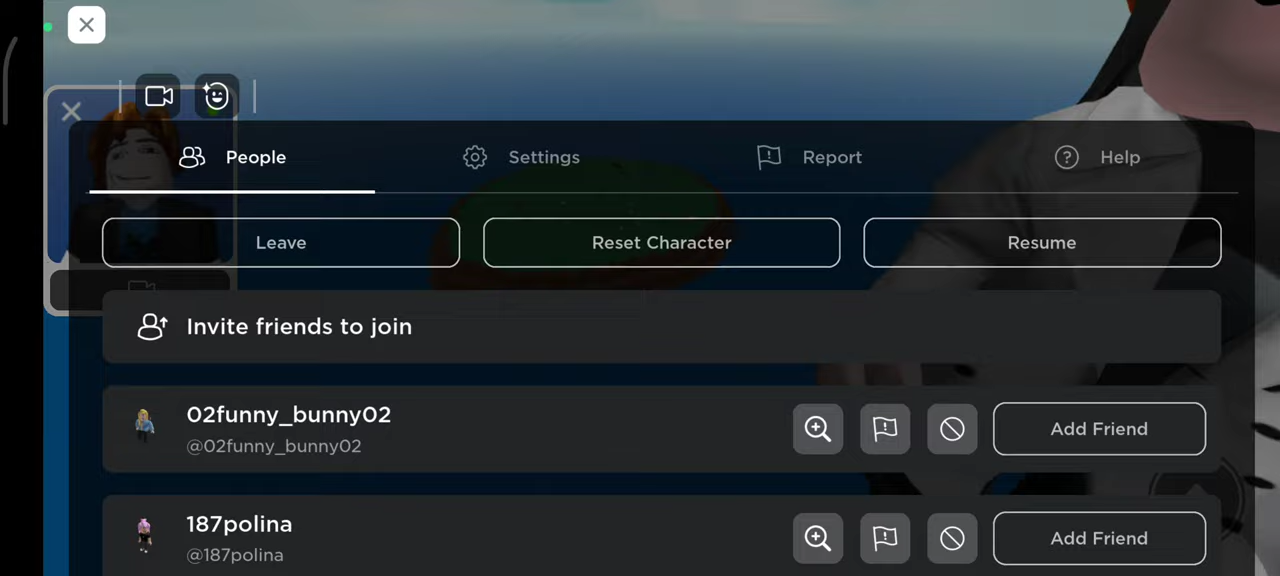 People
Settings
Report
Help
Leave
Reset Character
Resume
Invite friends to join
02funny_bunny02
@02funny_bunny02
Add Friend
187polina
@187polina
Add Friend